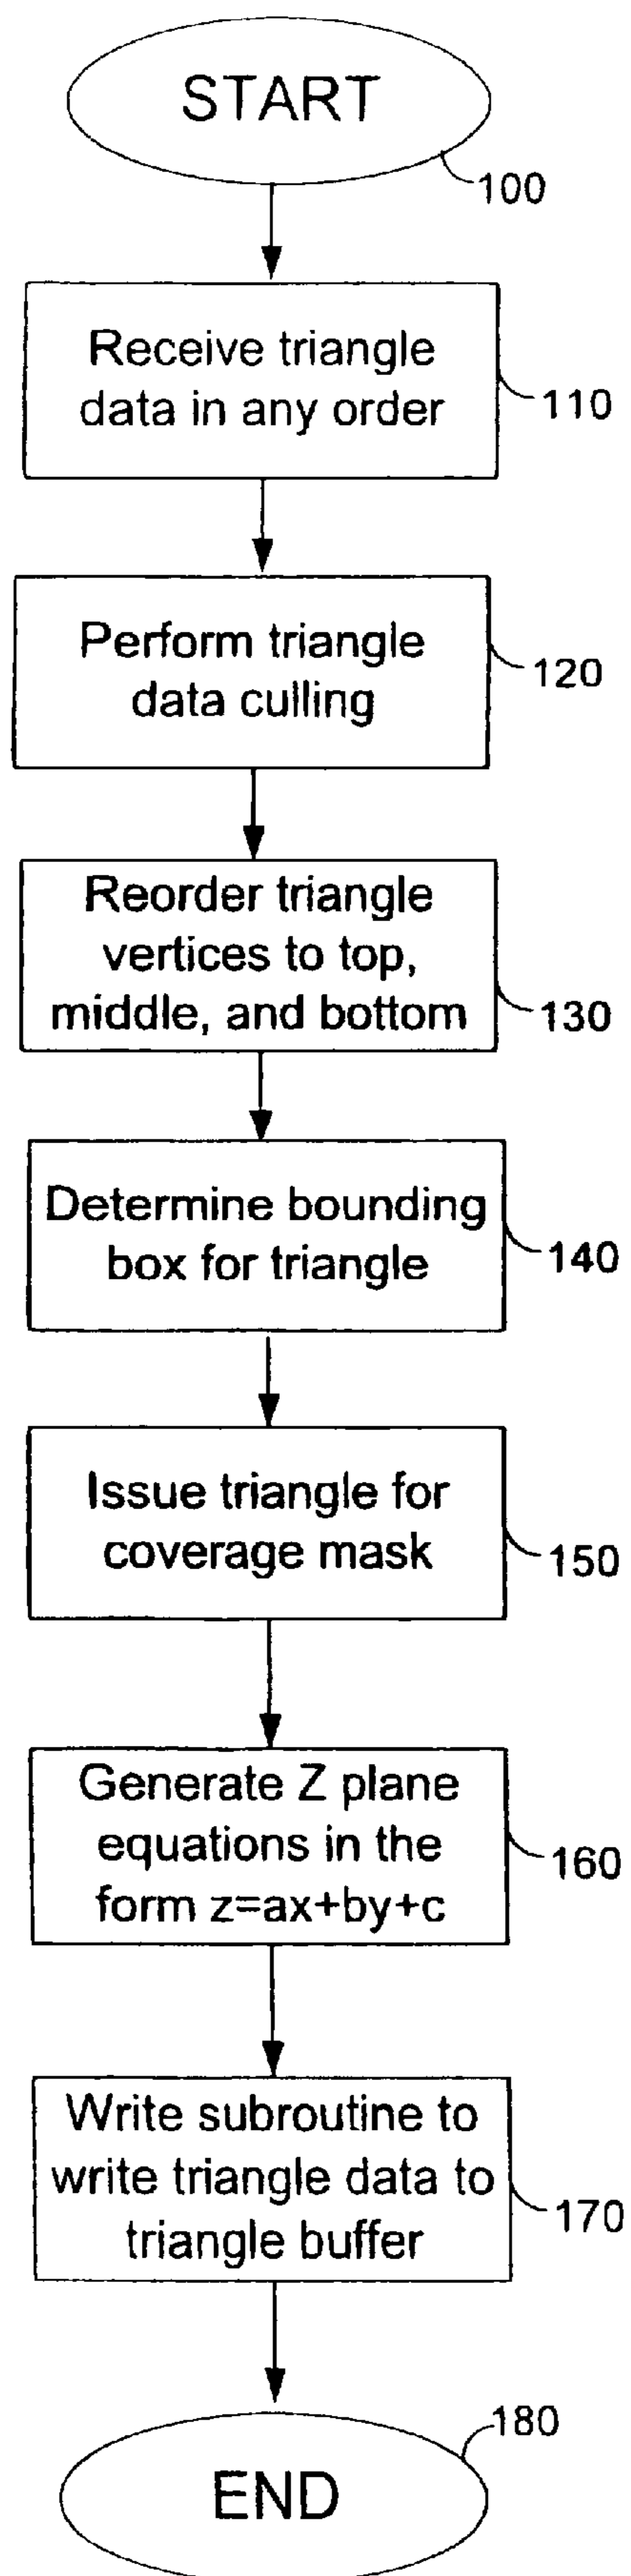 START
100
Receive triangle
data in any order
110
Perform triangle
data culling
120
Reorder triangle
vertices to top,
middle, and bottom
130
Determine bounding
box for triangle
140
Issue triangle for
coverage mask
150
Generate Z plane
equations in the
form z=ax+by+c
160
Write subroutine to
write triangle data to
triangle buffer
170
180
END